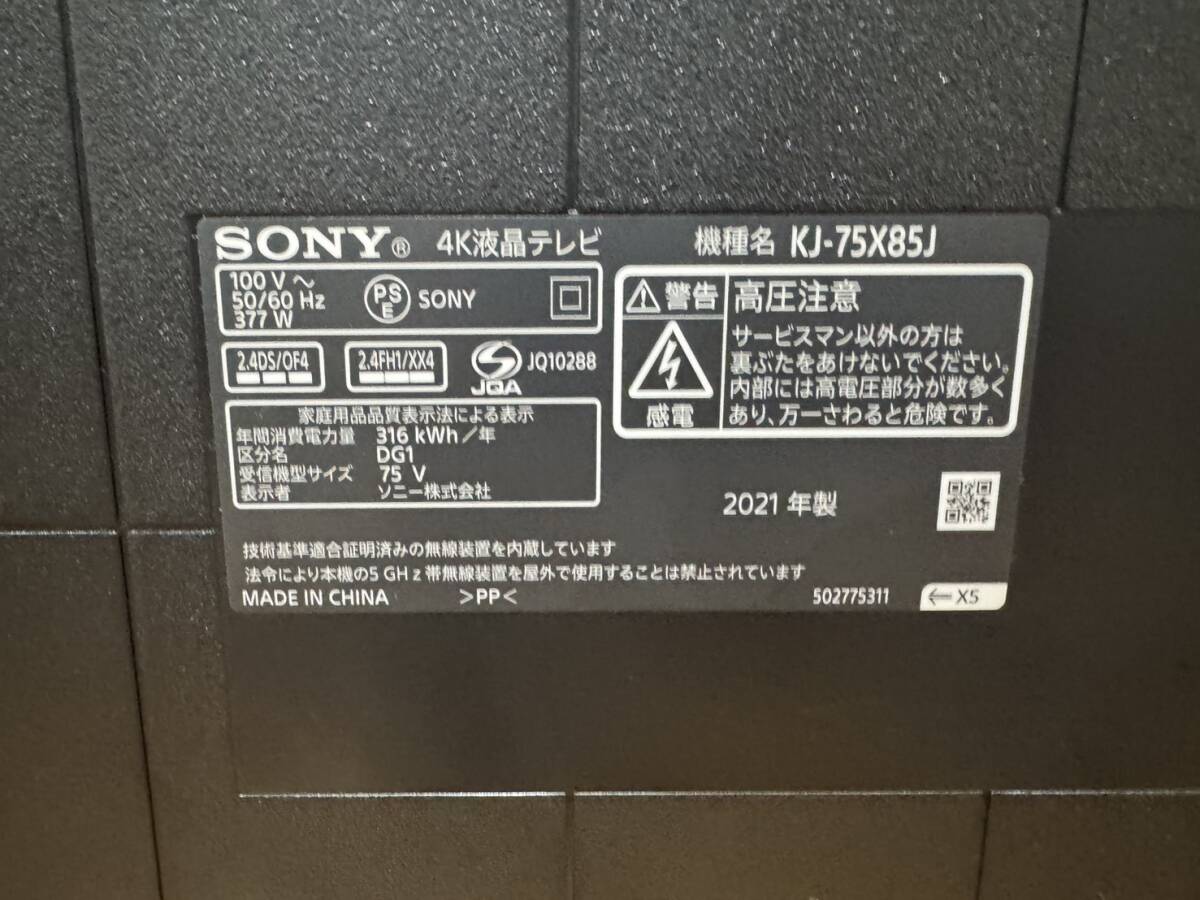 SONY® 4K液晶テレビ 機種名 KJ-75X85J
100 V ～
50/60 Hz
377 W
PS
E
SONY
2.4DS/OF4
2.4FH1/XX4
JQA
JQ10288
家庭用品品質表示法による表示
年間消費電力量 316 kWh/年
区分名 DG1
受信機型サイズ 75 V
表示者 ソニー株式会社
警告
感電
高圧注意
サービスマン以外の方は
裏ぶたをあけないでください。
内部には高電圧部分が数多く
あり、万一さわると危険です。
2021 年製
技術基準適合証明済みの無線装置を内蔵しています
法令により本機の5 GHz 帯無線装置を屋外で使用することは禁止されています
MADE IN CHINA >PP< 502775311 ←X5